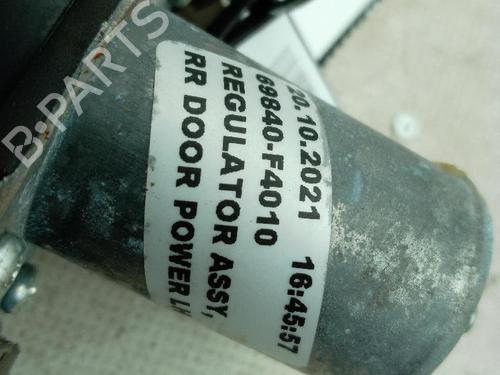 20.10.2021 16:45:57
69840-F4010
REGULATOR ASSY,
RR DOOR POWER
B-PARTS